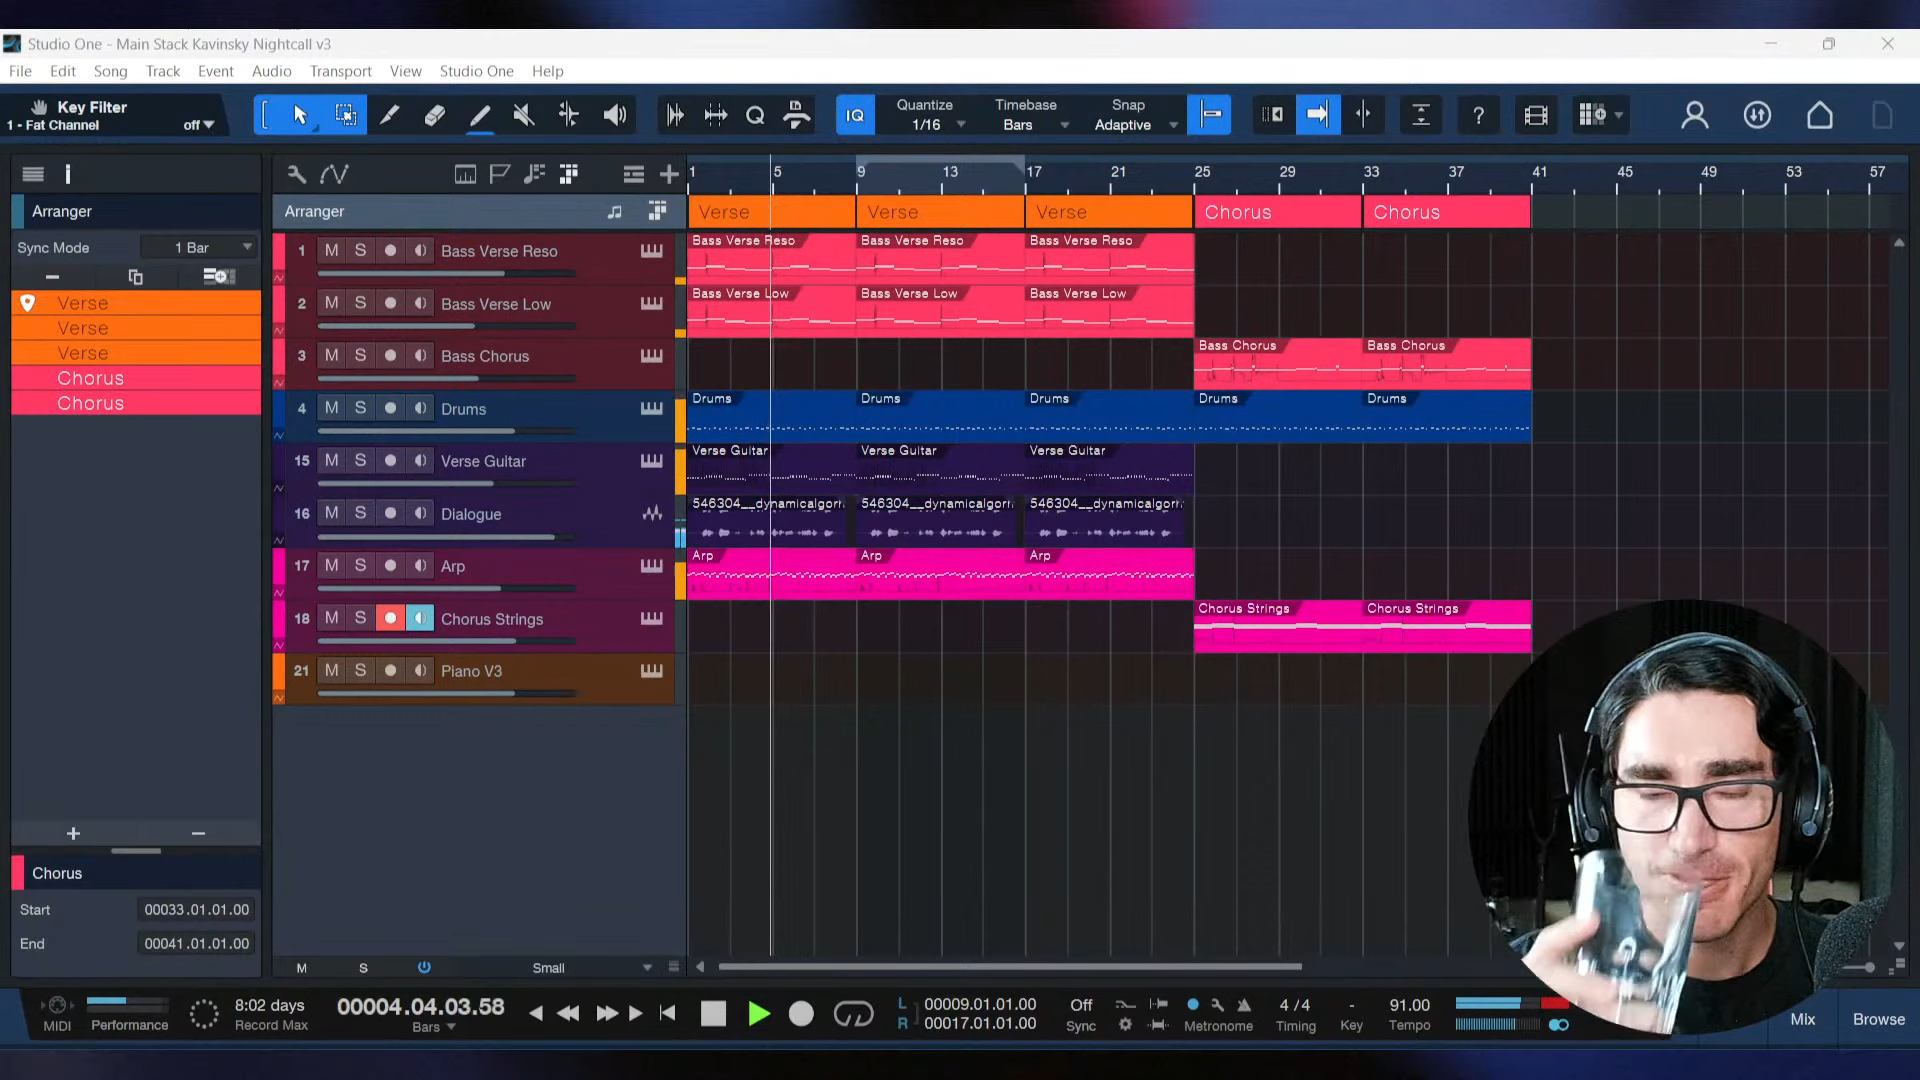 Studio One - Main Stack Kavinsky Nightcall v3
File Edit Song Track Event Audio Transport View Studio One Help
Key Filter
1 - Fat Channel off
IQ
Quantize
1/16
Timebase
Bars
Snap
Adaptive
?
i
Arranger
Sync Mode 1 Bar
Verse
Verse
Verse
Chorus
Chorus
Chorus
Start 00033.01.01.00
End 00041.01.01.00
1 5 9 13 17 21 25 29 33 37 41 45 49 53 57
Arranger Verse Verse Verse Chorus Chorus
1 M S Bass Verse Reso
Bass Verse Reso Bass Verse Reso Bass Verse Reso
2 M S Bass Verse Low
Bass Verse Low Bass Verse Low Bass Verse Low
3 M S Bass Chorus
Bass Chorus Bass Chorus
4 M S Drums
Drums Drums Drums Drums Drums
15 M S Verse Guitar
Verse Guitar Verse Guitar Verse Guitar
16 M S Dialogue
546304__dynamicalgorh 546304__dynamicalgorh 546304__dynamicalgorh
17 M S Arp
Arp Arp Arp
18 M S Chorus Strings
Chorus Strings Chorus Strings
21 M S Piano V3
M S Small
MIDI
Performance
8:02 days
Record Max
00004.04.03.58
Bars
L 00009.01.01.00
R 00017.01.01.00
Off
Sync
Metronome
4 / 4
Timing
-
Key
91.00
Tempo
Mix
Browse